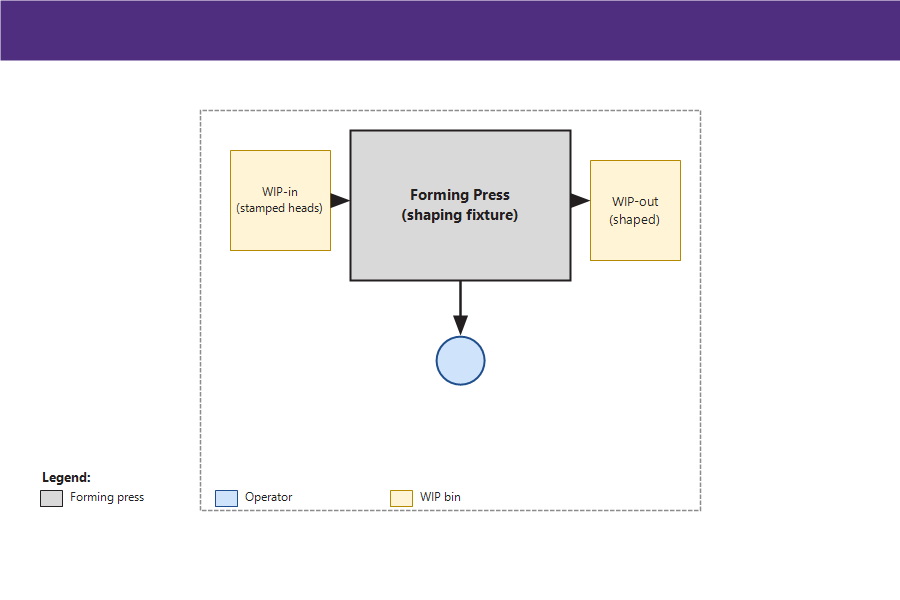 WIP-in
(stamped heads)
Forming Press
(shaping fixture)
WIP-out
(shaped)
Legend:
Forming press
Operator
WIP bin